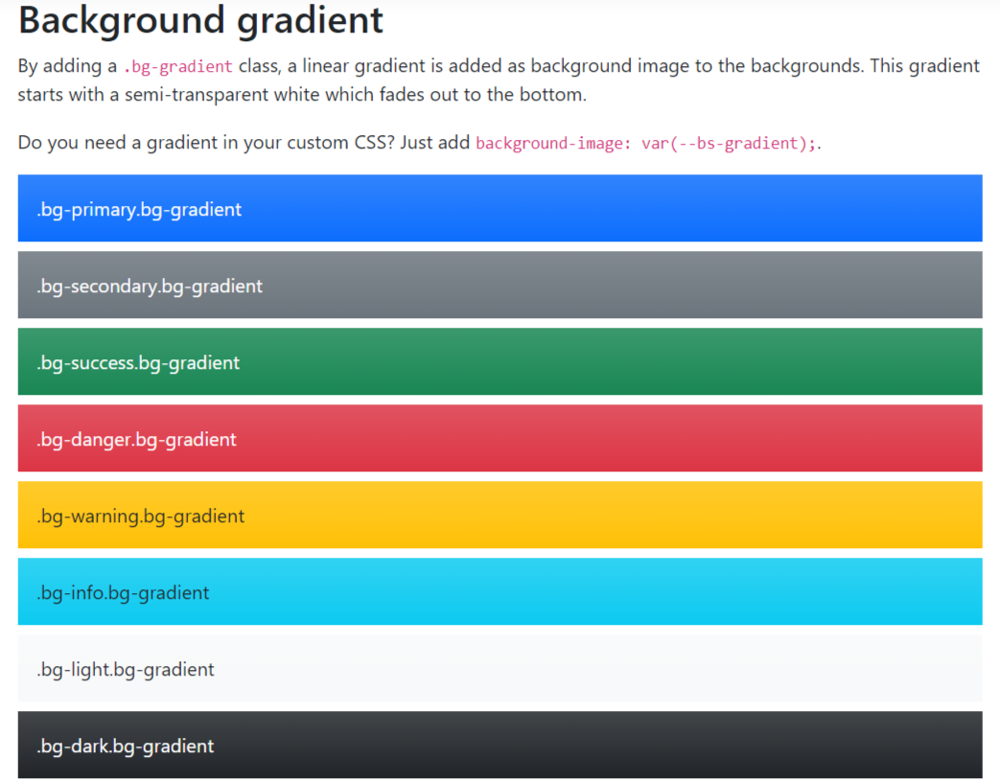 Background gradient
By adding a .bg-gradient class, a linear gradient is added as background image to the backgrounds. This gradient
starts with a semi-transparent white which fades out to the bottom.
Do you need a gradient in your custom CSS? Just add background-image: var(--bs-gradient);.
.bg-primary.bg-gradient
.bg-secondary.bg-gradient
.bg-success.bg-gradient
.bg-danger.bg-gradient
.bg-warning.bg-gradient
.bg-info.bg-gradient
.bg-light.bg-gradient
.bg-dark.bg-gradient